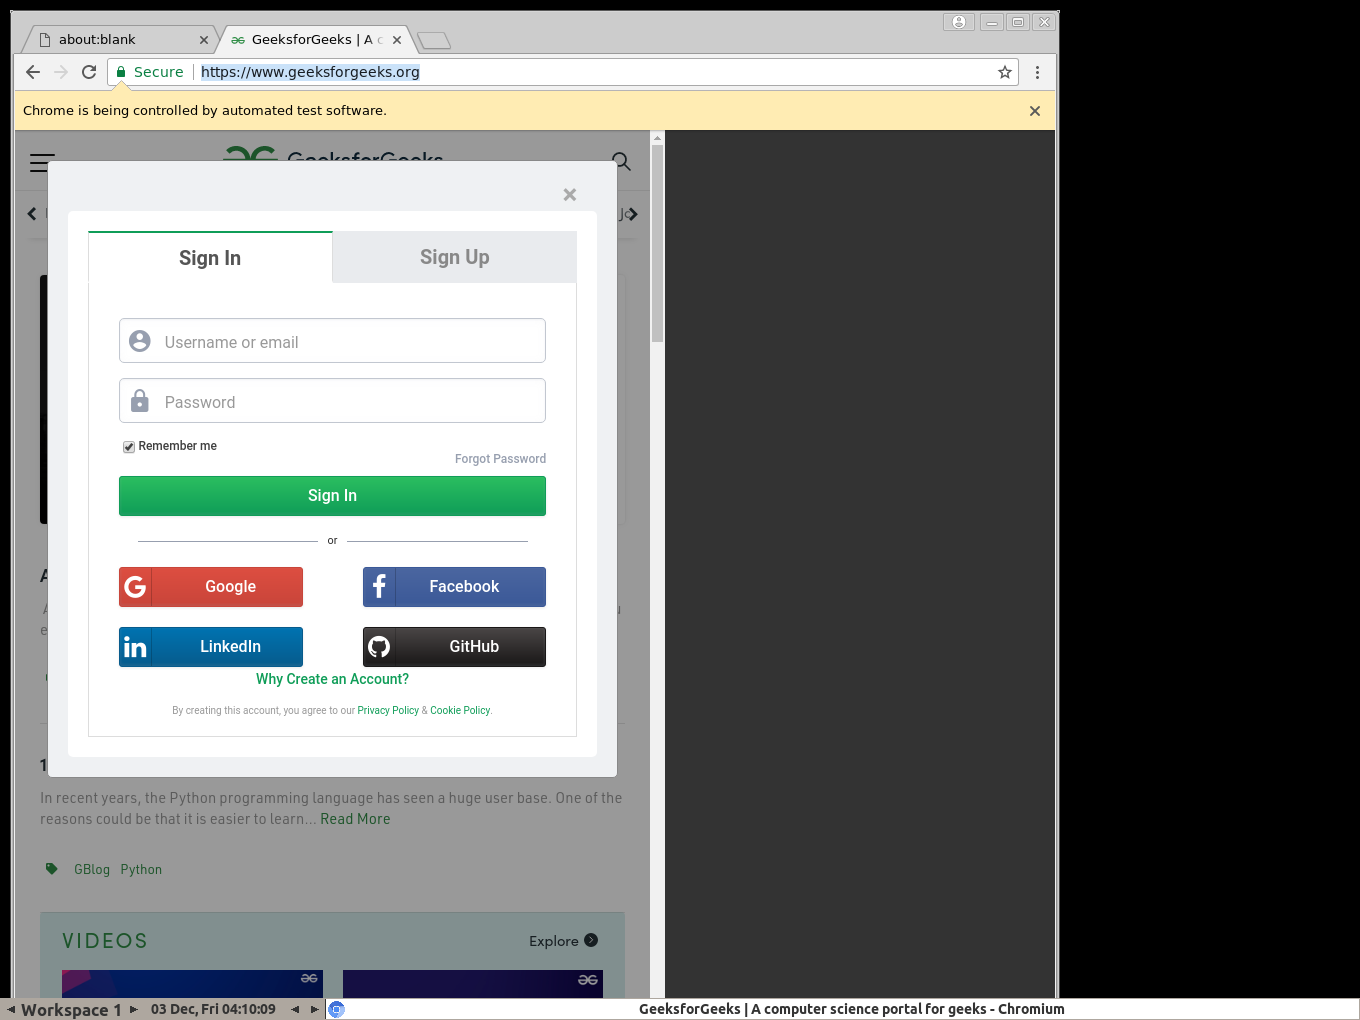 about:blank
GeeksforGeeks | A c
Secure
https://www.geeksforgeeks.org
Chrome is being controlled by automated test software.
GeeksforGeeks
Sign In
Sign Up
Username or email
Password
Remember me
Forgot Password
Sign In
or
Google
Facebook
LinkedIn
GitHub
Why Create an Account?
By creating this account, you agree to our Privacy Policy & Cookie Policy.
In recent years, the Python programming language has seen a huge user base. One of the
reasons could be that it is easier to learn... Read More
GBlog Python
VIDEOS
Explore
Workspace 1
03 Dec, Fri 04:10:09
GeeksforGeeks | A computer science portal for geeks - Chromium